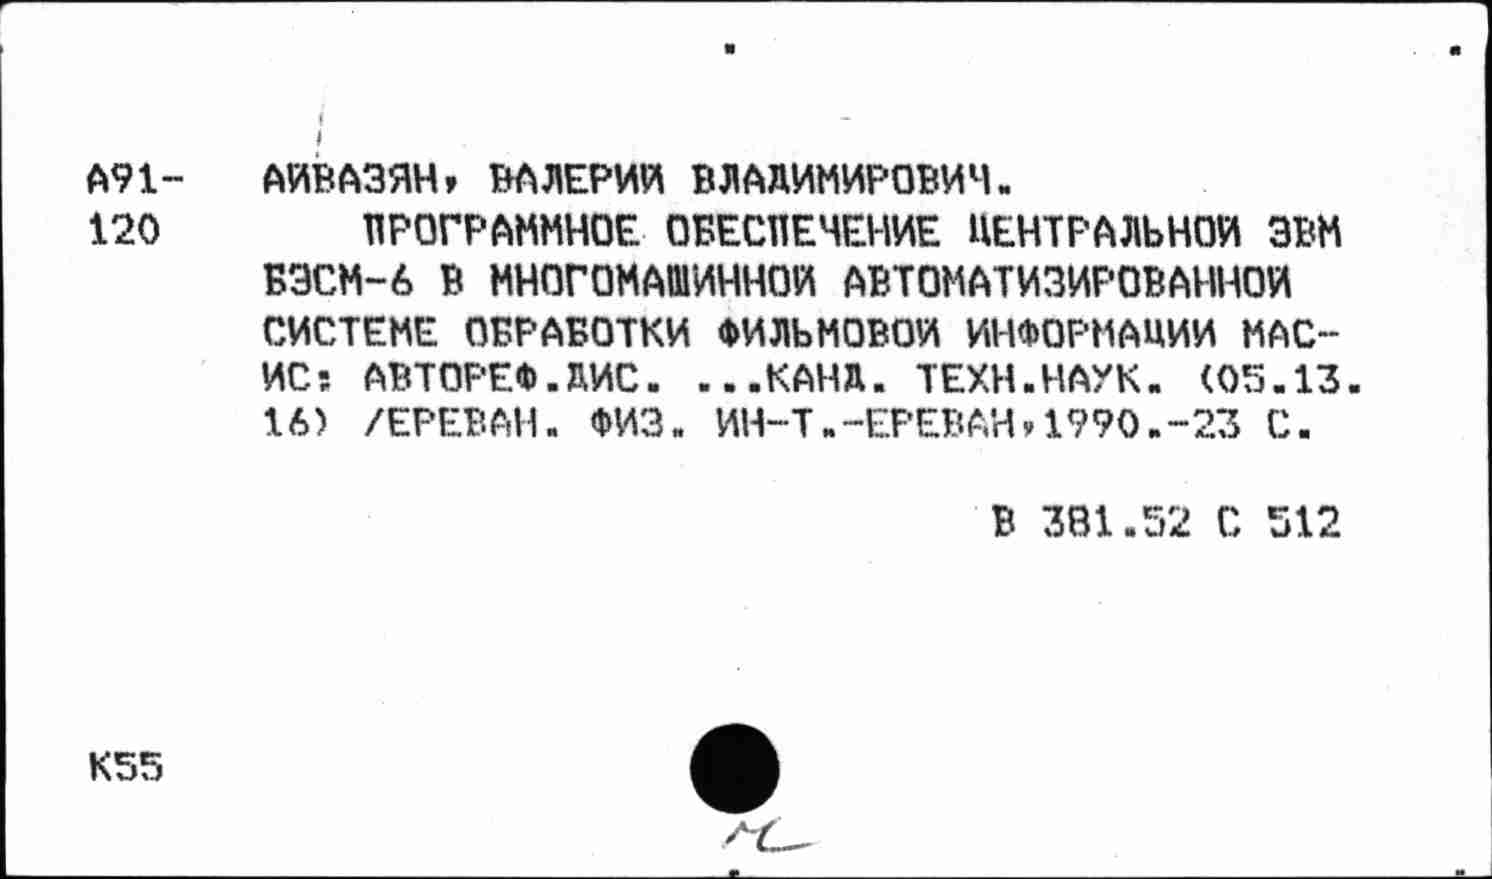 А91- АЙВАЗЯН, ВАЛЕРИЙ ВЛАДИМИРОВИЧ.
120 ПРОГРАММНОЕ ОБЕСПЕЧЕНИЕ ЦЕНТРАЛЬНОЙ ЭВМ
БЭСМ-6 В МНОГОМАШИННОЙ АВТОМАТИЗИРОВАННОЙ
СИСТЕМЕ ОБРАБОТКИ ФИЛЬМОВОЙ ИНФОРМАЦИИ МАС-
ИС: АВТОРЕФ.ДИС. ...КАНД. ТЕХН.НАУК. (05.13.
16) /ЕРЕВАН. ФИЗ. ИН-Т.-ЕРЕВАН,1990.-23 С.
В 381.52 С 512
К55